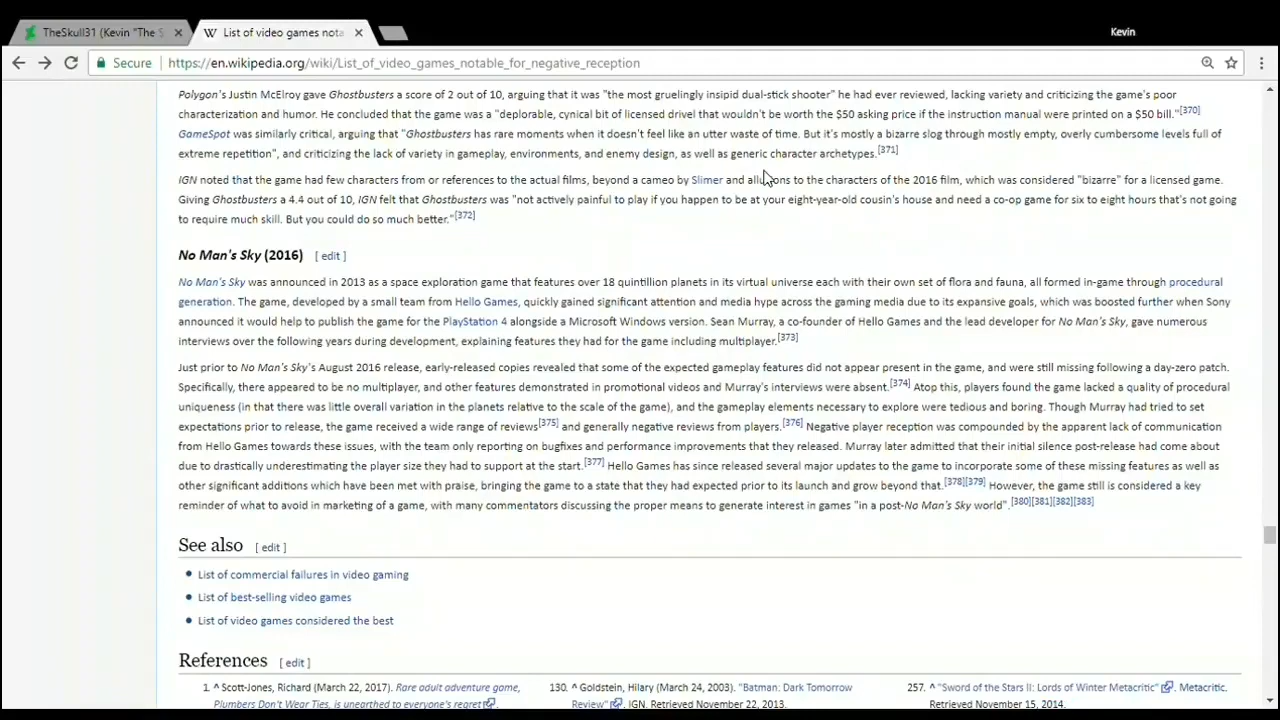 TheSkull31 (Kevin "The S
List of video games nota
Kevin
Secure
https://en.wikipedia.org/wiki/List_of_video_games_notable_for_negative_reception
Polygon's Justin McElroy gave Ghostbusters a score of 2 out of 10, arguing that it was "the most gruelingly insipid dual-stick shooter" he had ever reviewed, lacking variety and criticizing the game's poor
characterization and humor. He concluded that the game was a "deplorable, cynical bit of licensed drivel that wouldn't be worth the $50 asking price if the instruction manual were printed on a $50 bill."[370]
GameSpot was similarly critical, arguing that "Ghostbusters has rare moments when it doesn't feel like an utter waste of time. But it's mostly a bizarre slog through mostly empty, overly cumbersome levels full of
extreme repetition", and criticizing the lack of variety in gameplay, environments, and enemy design, as well as generic character archetypes.[371]
IGN noted that the game had few characters from or references to the actual films, beyond a cameo by Slimer and allusions to the characters of the 2016 film, which was considered "bizarre" for a licensed game.
Giving Ghostbusters a 4.4 out of 10, IGN felt that Ghostbusters was "not actively painful to play if you happen to be at your eight-year-old cousin's house and need a co-op game for six to eight hours that's not going
to require much skill. But you could do so much better."[372]
No Man's Sky (2016) [ edit ]
No Man's Sky was announced in 2013 as a space exploration game that features over 18 quintillion planets in its virtual universe each with their own set of flora and fauna, all formed in-game through procedural
generation. The game, developed by a small team from Hello Games, quickly gained significant attention and media hype across the gaming media due to its expansive goals, which was boosted further when Sony
announced it would help to publish the game for the PlayStation 4 alongside a Microsoft Windows version. Sean Murray, a co-founder of Hello Games and the lead developer for No Man's Sky, gave numerous
interviews over the following years during development, explaining features they had for the game including multiplayer.[373]
Just prior to No Man's Sky's August 2016 release, early-released copies revealed that some of the expected gameplay features did not appear present in the game, and were still missing following a day-zero patch.
Specifically, there appeared to be no multiplayer, and other features demonstrated in promotional videos and Murray's interviews were absent.[374] Atop this, players found the game lacked a quality of procedural
uniqueness (in that there was little overall variation in the planets relative to the scale of the game), and the gameplay elements necessary to explore were tedious and boring. Though Murray had tried to set
expectations prior to release, the game received a wide range of reviews[375] and generally negative reviews from players.[376] Negative player reception was compounded by the apparent lack of communication
from Hello Games towards these issues, with the team only reporting on bugfixes and performance improvements that they released. Murray later admitted that their initial silence post-release had come about
due to drastically underestimating the player size they had to support at the start.[377] Hello Games has since released several major updates to the game to incorporate some of these missing features as well as
other significant additions which have been met with praise, bringing the game to a state that they had expected prior to its launch and grow beyond that.[378][379] However, the game still is considered a key
reminder of what to avoid in marketing of a game, with many commentators discussing the proper means to generate interest in games "in a post-No Man's Sky world".[380][381][382][383]
See also [ edit ]
List of commercial failures in video gaming
List of best-selling video games
List of video games considered the best
References [ edit ]
1. ^ Scott-Jones, Richard (March 22, 2017). Rare adult adventure game,
Plumbers Don't Wear Ties, is unearthed to everyone's regret
130. ^ Goldstein, Hilary (March 24, 2003). "Batman: Dark Tomorrow
Review". IGN. Retrieved November 22, 2013.
257. ^ "Sword of the Stars II: Lords of Winter Metacritic". Metacritic.
Retrieved November 15, 2014.